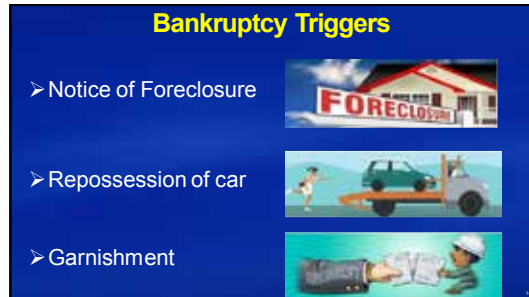 Bankruptcy Triggers
➢Notice of Foreclosure
FORECLOSURE
➢Repossession of car
➢Garnishment